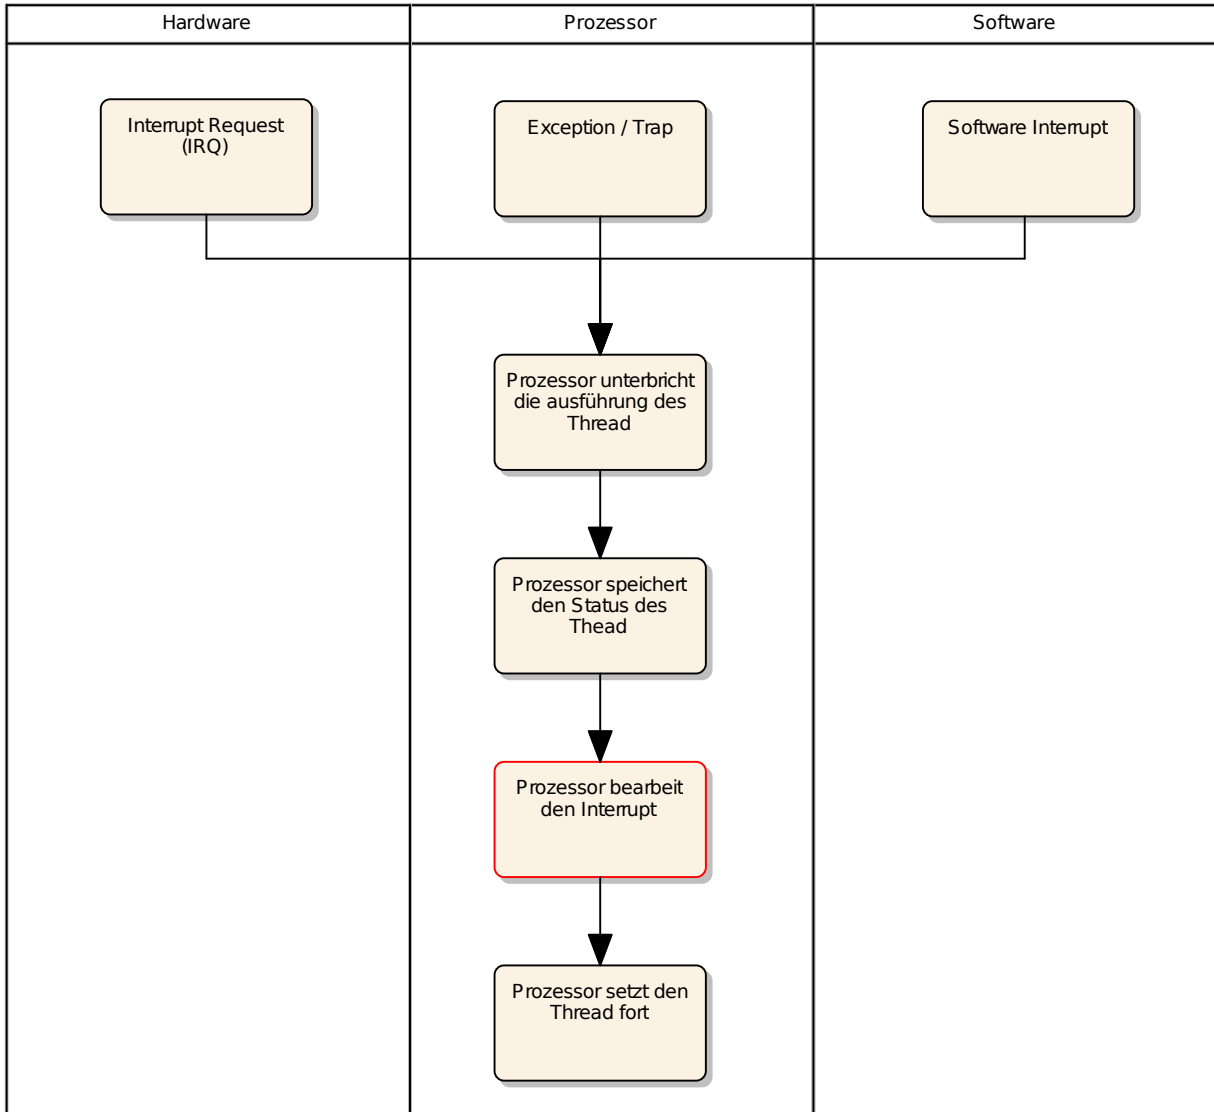 Hardware
Prozessor
Software
Interrupt Request
(IRQ)
Exception / Trap
Software Interrupt
Prozessor unterbricht
die ausführung des
Thread
Prozessor speichert
den Status des
Thead
Prozessor bearbeit
den Interrupt
Prozessor setzt den
Thread fort